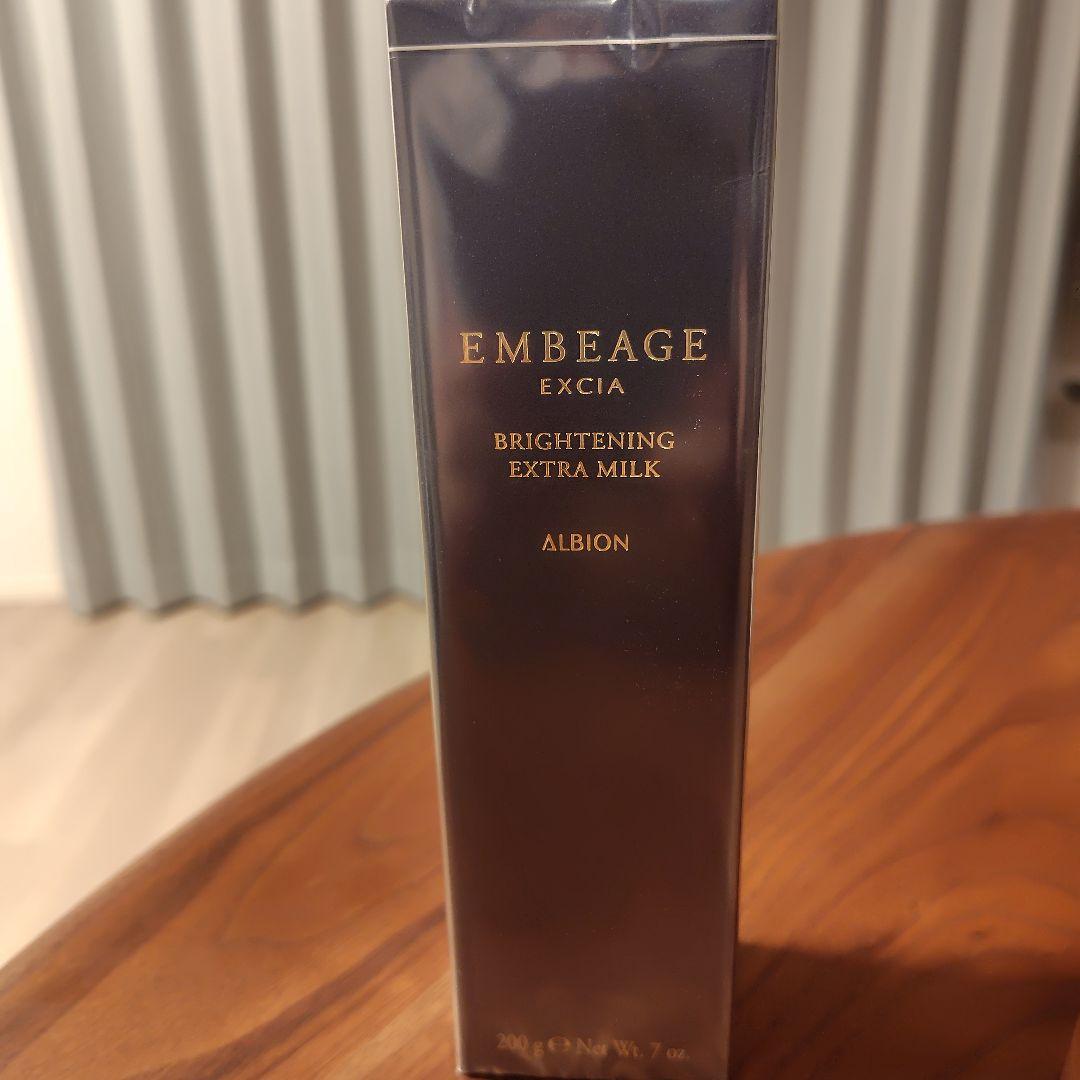 EMBEAGE
EXCIA
BRIGHTENING
EXTRA MILK
ALBION
200 g ℮ Net Wt. 7 oz.